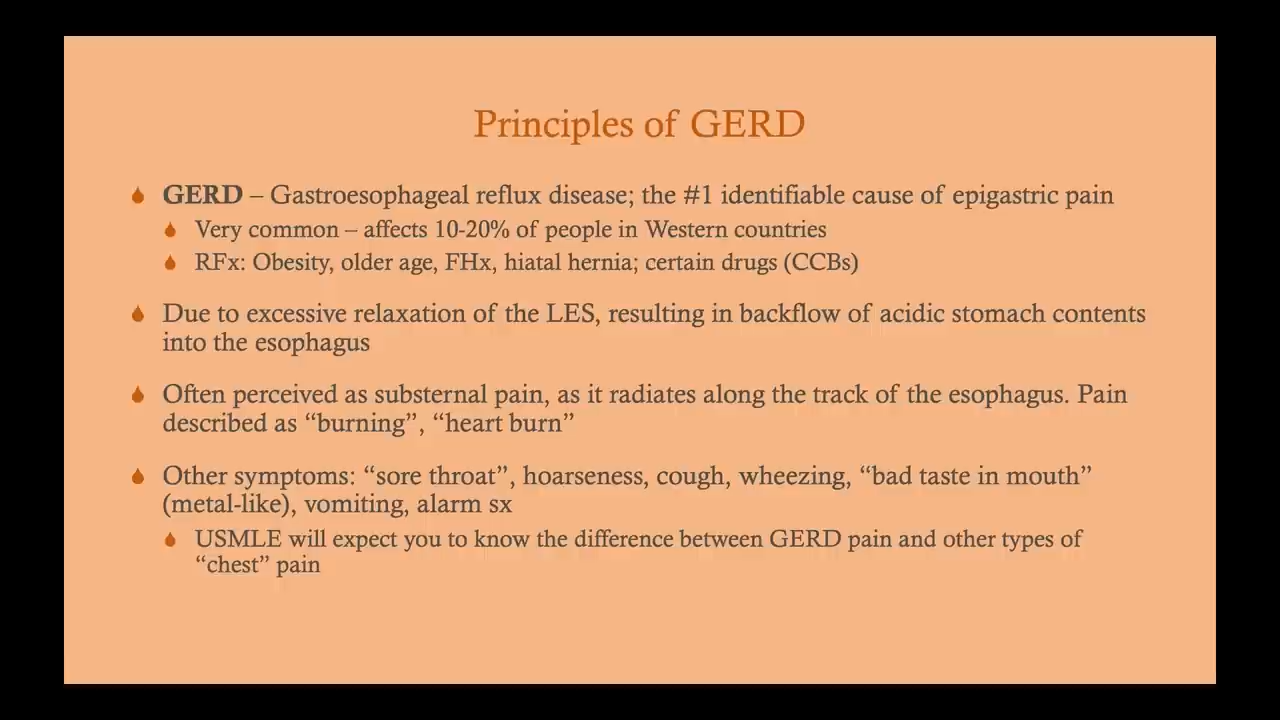 Principles of GERD
GERD – Gastroesophageal reflux disease; the #1 identifiable cause of epigastric pain
Very common – affects 10-20% of people in Western countries
RFx: Obesity, older age, FHx, hiatal hernia; certain drugs (CCBs)
Due to excessive relaxation of the LES, resulting in backflow of acidic stomach contents
into the esophagus
Often perceived as substernal pain, as it radiates along the track of the esophagus. Pain
described as “burning”, “heart burn”
Other symptoms: “sore throat”, hoarseness, cough, wheezing, “bad taste in mouth”
(metal-like), vomiting, alarm sx
USMLE will expect you to know the difference between GERD pain and other types of
“chest” pain